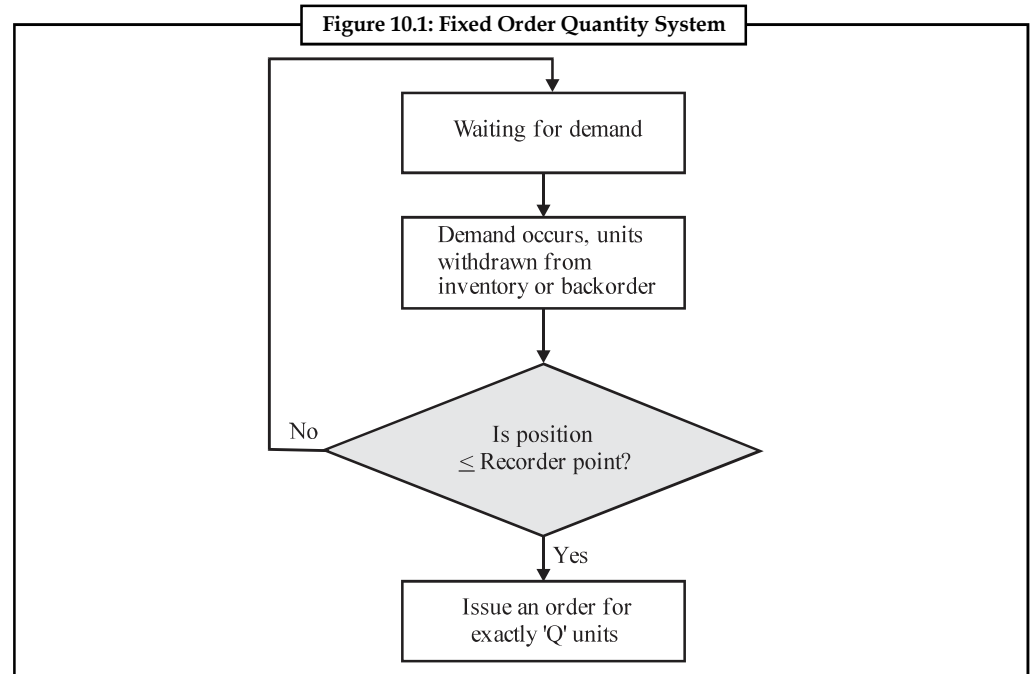 Figure 10.1: Fixed Order Quantity System
Waiting for demand
Demand occurs, units
withdrawn from
inventory or backorder
No
Is position
≤ Recorder point?
Yes
Issue an order for
exactly 'Q' units